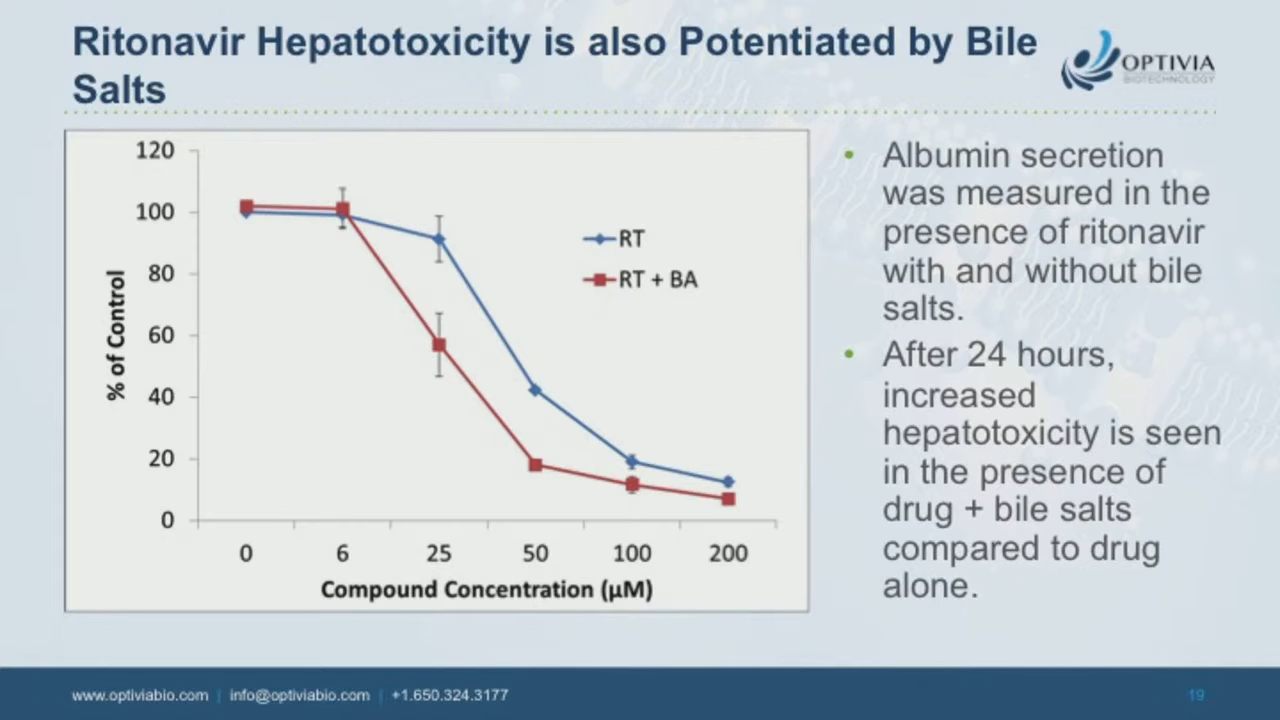 Ritonavir Hepatotoxicity is also Potentiated by Bile
Salts
OPTIVIA
BIOTECHNOLOGY
120
100
80
60
40
20
0
% of Control
RT
RT + BA
0 6 25 50 100 200
Compound Concentration (µM)
• Albumin secretion
was measured in the
presence of ritonavir
with and without bile
salts.
• After 24 hours,
increased
hepatotoxicity is seen
in the presence of
drug + bile salts
compared to drug
alone.
www.optiviabio.com | info@optiviabio.com | +1.650.324.3177
19